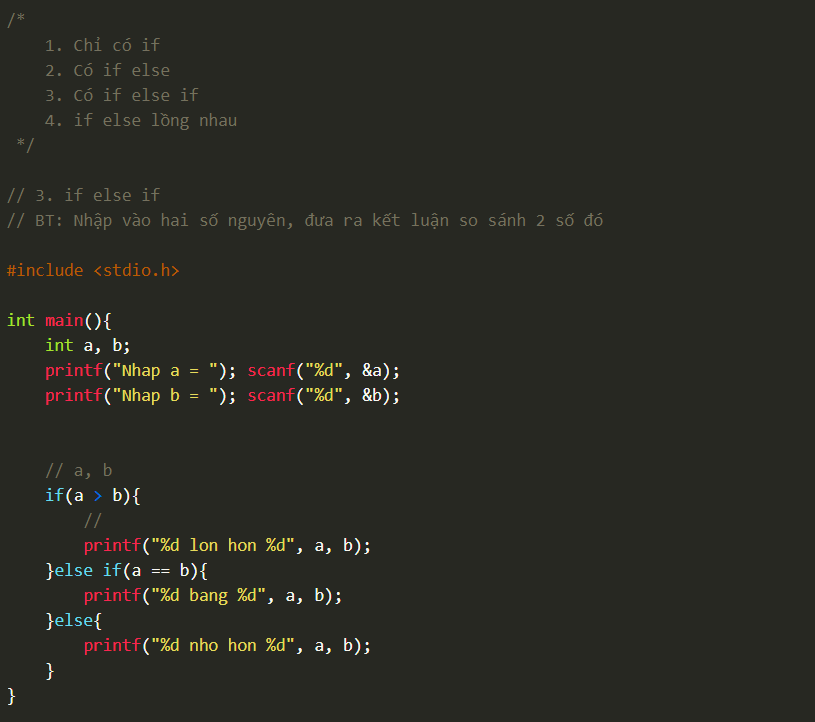 /*
    1. Chỉ có if
    2. Có if else
    3. Có if else if
    4. if else lồng nhau
 */
// 3. if else if
// BT: Nhập vào hai số nguyên, đưa ra kết luận so sánh 2 số đó
#include <stdio.h>
int main(){
    int a, b;
    printf("Nhap a = "); scanf("%d", &a);
    printf("Nhap b = "); scanf("%d", &b);
    // a, b
    if(a > b){
        //
        printf("%d lon hon %d", a, b);
    }else if(a == b){
        printf("%d bang %d", a, b);
    }else{
        printf("%d nho hon %d", a, b);
    }
}